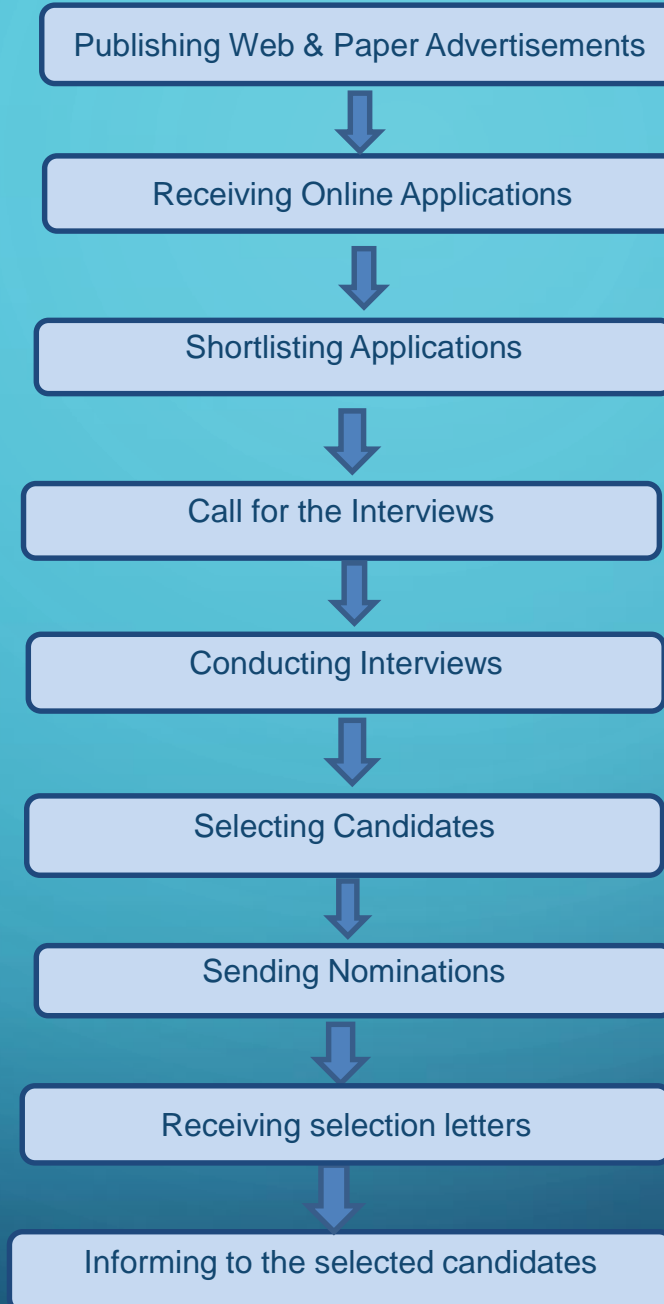 Publishing Web & Paper Advertisements
Receiving Online Applications
Shortlisting Applications
Call for the Interviews
Conducting Interviews
Selecting Candidates
Sending Nominations
Receiving selection letters
Informing to the selected candidates